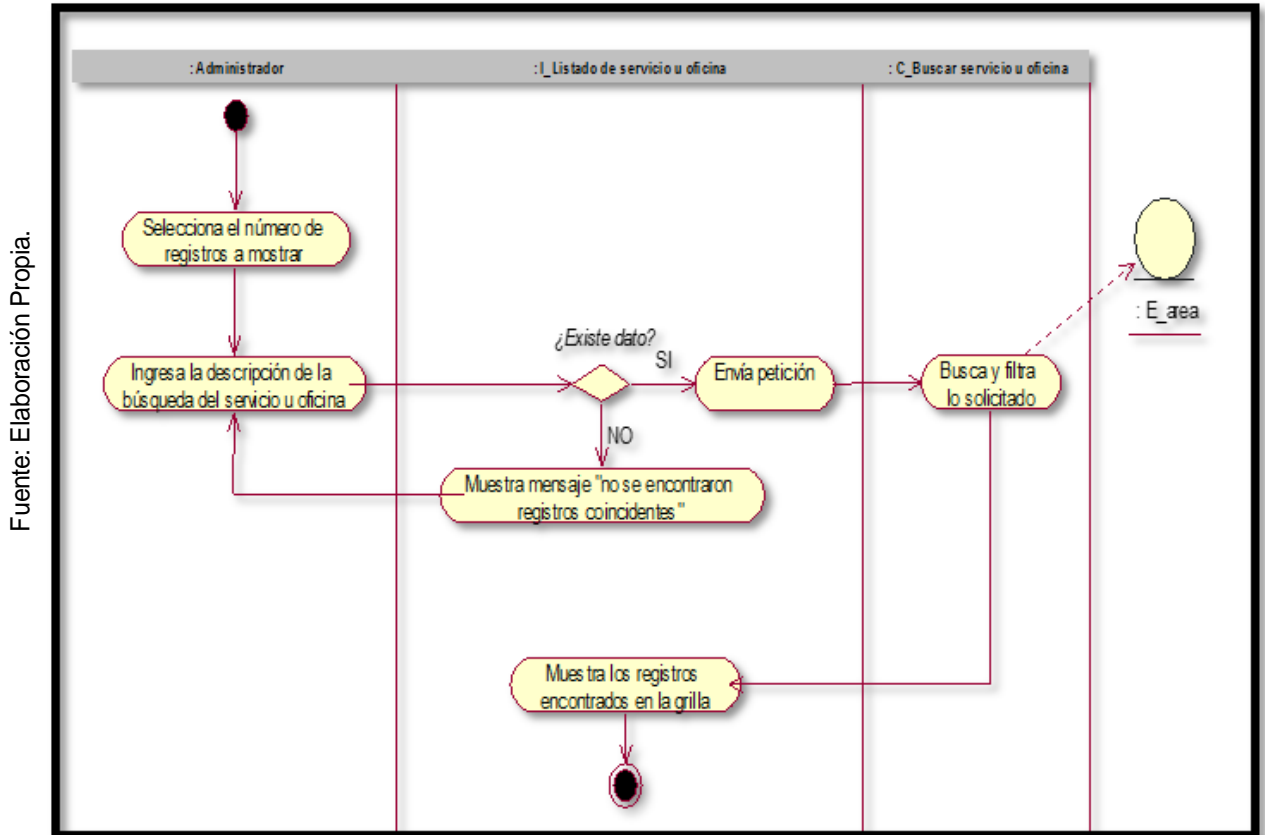 Fuente: Elaboración Propia.
: Administrador
: I_Listado de servicio u oficina
: C_Buscar servicio u oficina
Selecciona el número de
registros a mostrar
Ingresa la descripción de la
búsqueda del servicio u oficina
¿Existe dato?
SI
Envía petición
Busca y filtra
lo solicitado
: E_area
NO
Muestra mensaje "no se encontraron
registros coincidentes"
Muestra los registros
encontrados en la grilla